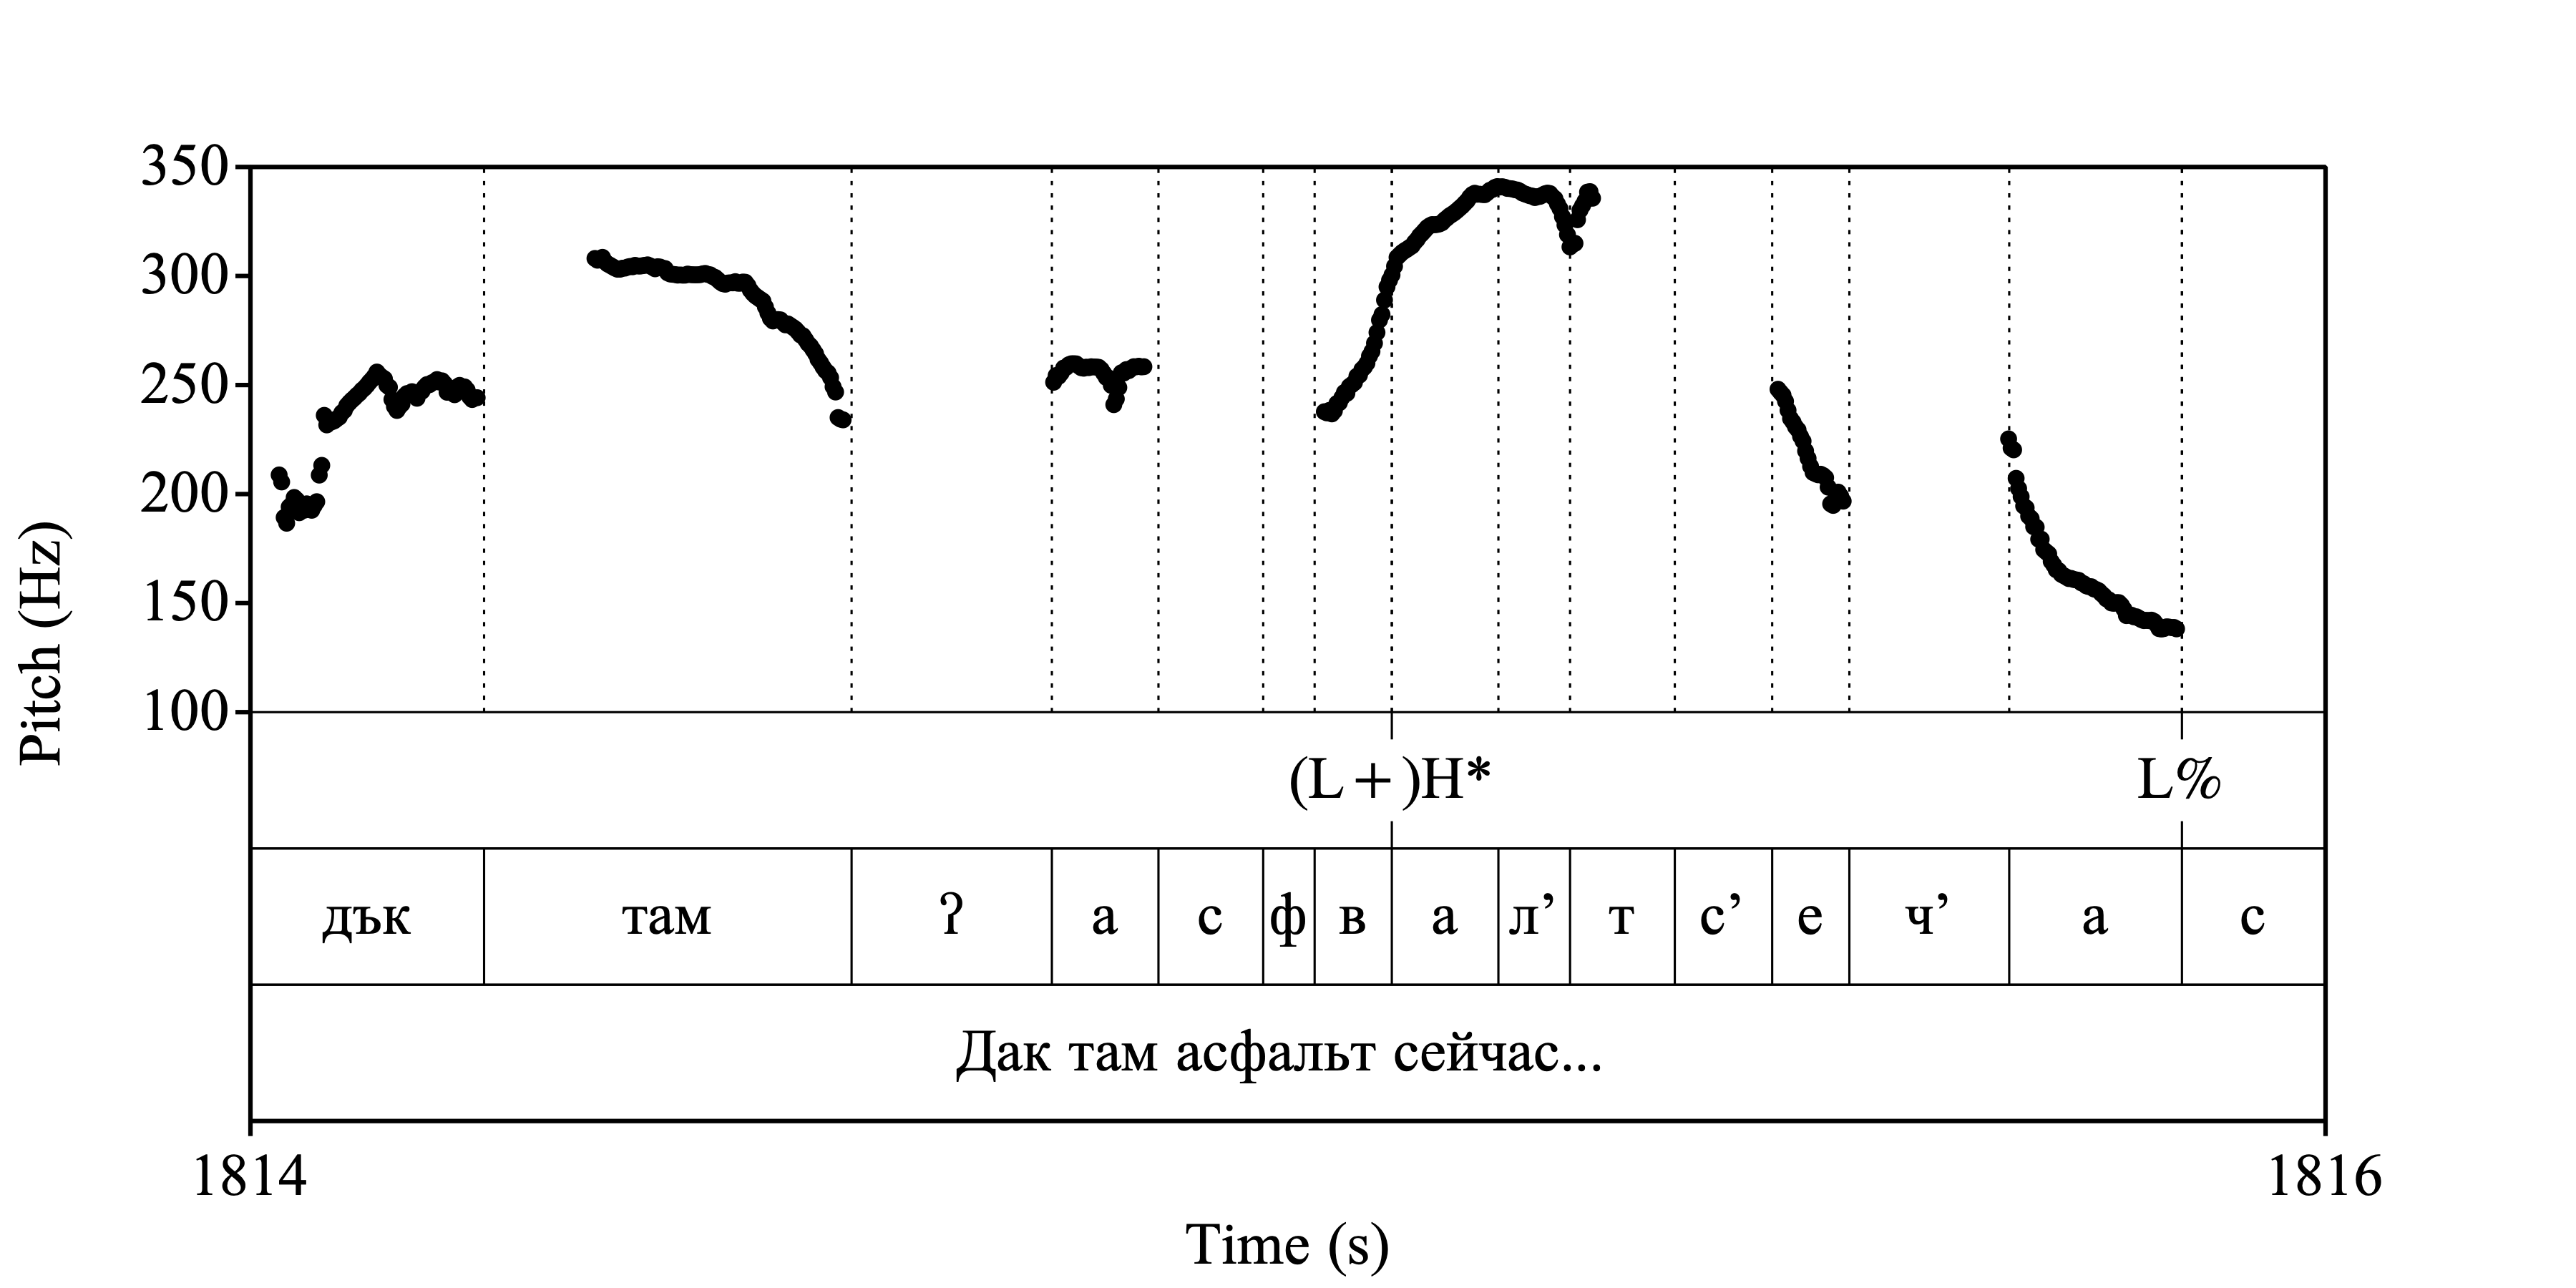 350
300
250
200
150
100
Pitch (Hz)
(L+)H* L%
дък там ʔ а с ф в а л’ т с’ е ч’ а с
Дак там асфальт сейчас...
1814 1816
Time (s)